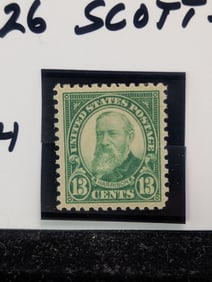 26 SCOTT
4
UNITED STATES POSTAGE
HARRISON
13 13
CENTS